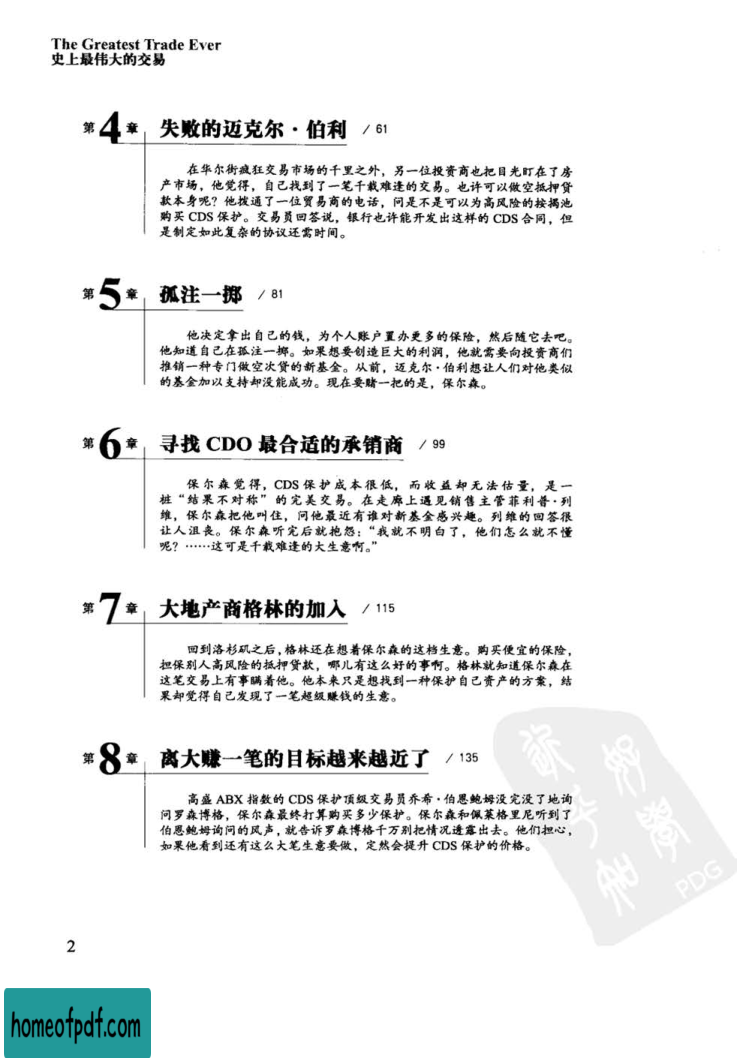 The Greatest Trade Ever
史上最伟大的交易
第4章 失败的迈克尔·伯利 / 61
在华尔街疯狂交易市场的千里之外，另一位投资商也把目光盯在了房
产市场，他觉得，自己找到了一笔千载难逢的交易。也许可以做空抵押贷
款本身呢？他拨通了一位贸易商的电话，问是不是可以为高风险的按揭池
购买 CDS 保护。交易员回答说，银行也许能开发出这样的 CDS 合同，但
是制定如此复杂的协议还需时间。
第5章 孤注一掷 / 81
他决定拿出自己的钱，为个人账户置办更多的保险，然后随它去吧。
他知道自己在孤注一掷。如果想要创造巨大的利润，他就需要向投资商们
推销一种专门做空次贷的新基金。从前，迈克尔·伯利想让人们对他类似
的基金加以支持却没能成功。现在要赌一把的是，保尔森。
第6章 寻找 CDO 最合适的承销商 / 99
保尔森觉得，CDS 保护成本很低，而收益却无法估量，是一
桩“结果不对称”的完美交易。在走廊上遇见销售主管菲利普·列
维，保尔森把他叫住，问他最近有谁对新基金感兴趣。列维的回答很
让人沮丧。保尔森听完后就抱怨：“我就不明白了，他们怎么就不懂
呢？……这可是千载难逢的大生意啊。”
第7章 大地产商格林的加入 / 115
回到洛杉矶之后，格林还在想着保尔森的这档生意。购买便宜的保险，
担保别人高风险的抵押贷款，哪儿有这么好的事啊。格林就知道保尔森在
这笔交易上有事瞒着他。他本来只是想找到一种保护自己资产的方案，结
果却觉得自己发现了一笔超级赚钱的生意。
第8章 离大赚一笔的目标越来越近了 / 135
高盛 ABX 指数的 CDS 保护顶级交易员乔希·伯恩鲍姆没完没了地询
问罗森博格，保尔森最终打算购买多少保护。保尔森和佩莱格里尼听到了
伯恩鲍姆询问的风声，就告诉罗森博格千万别把情况透露出去。他们担心，
如果他看到还有这么大笔生意要做，定然会提升 CDS 保护的价格。
PDG
2
homeofpdf.com